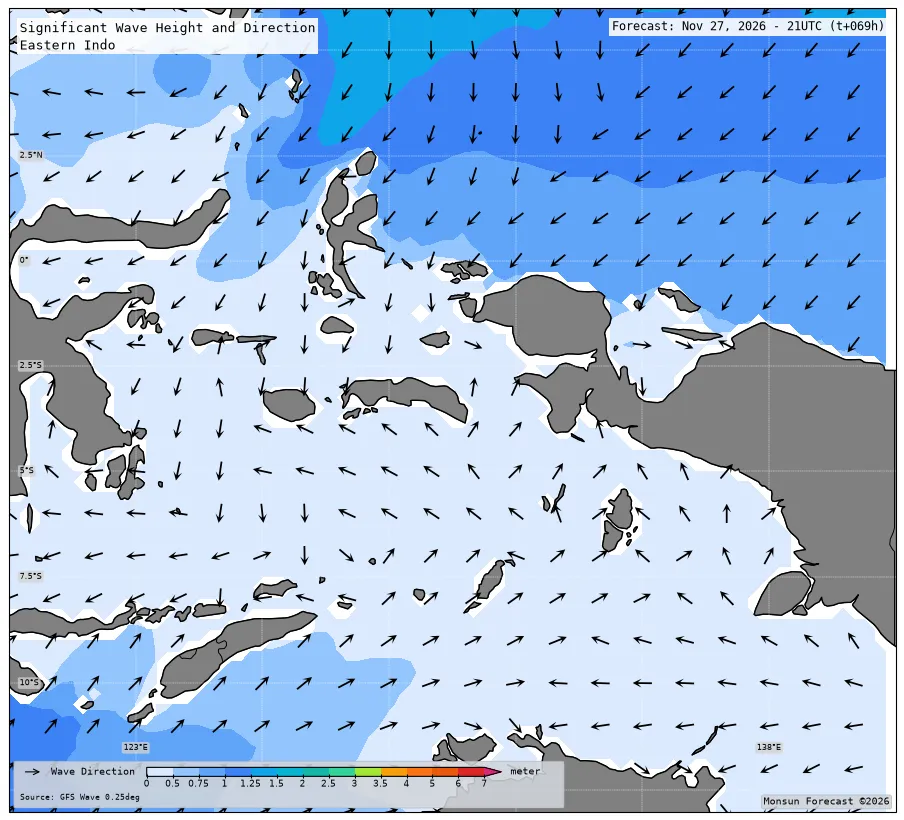 Significant Wave Height and Direction
Eastern Indo
Forecast: Nov 27, 2026 - 21UTC (t+069h)
2.5°N
0°
2.5°S
5°S
7.5°S
10°S
123°E
138°E
Wave Direction
meter
0 0.5 0.75 1 1.25 1.5 2 2.5 3 3.5 4 5 6 7
Source: GFS Wave 0.25deg
Monsun Forecast ©2026